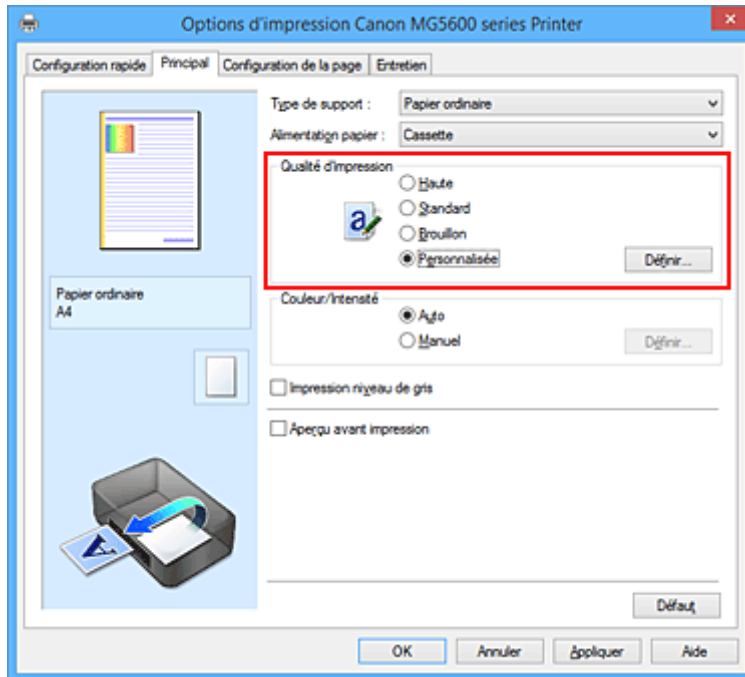 Options d'impression Canon MG5600 series Printer
Configuration rapide Principal Configuration de la page Entretien
Type de support : Papier ordinaire
Alimentation papier : Cassette
Qualité d'impression
Haute
Standard
Brouillon
Personnalisée Définir...
Papier ordinaire
A4
Couleur/Intensité
Auto
Manuel Définir...
Impression niveau de gris
Aperçu avant impression
Défaut
OK Annuler Appliquer Aide